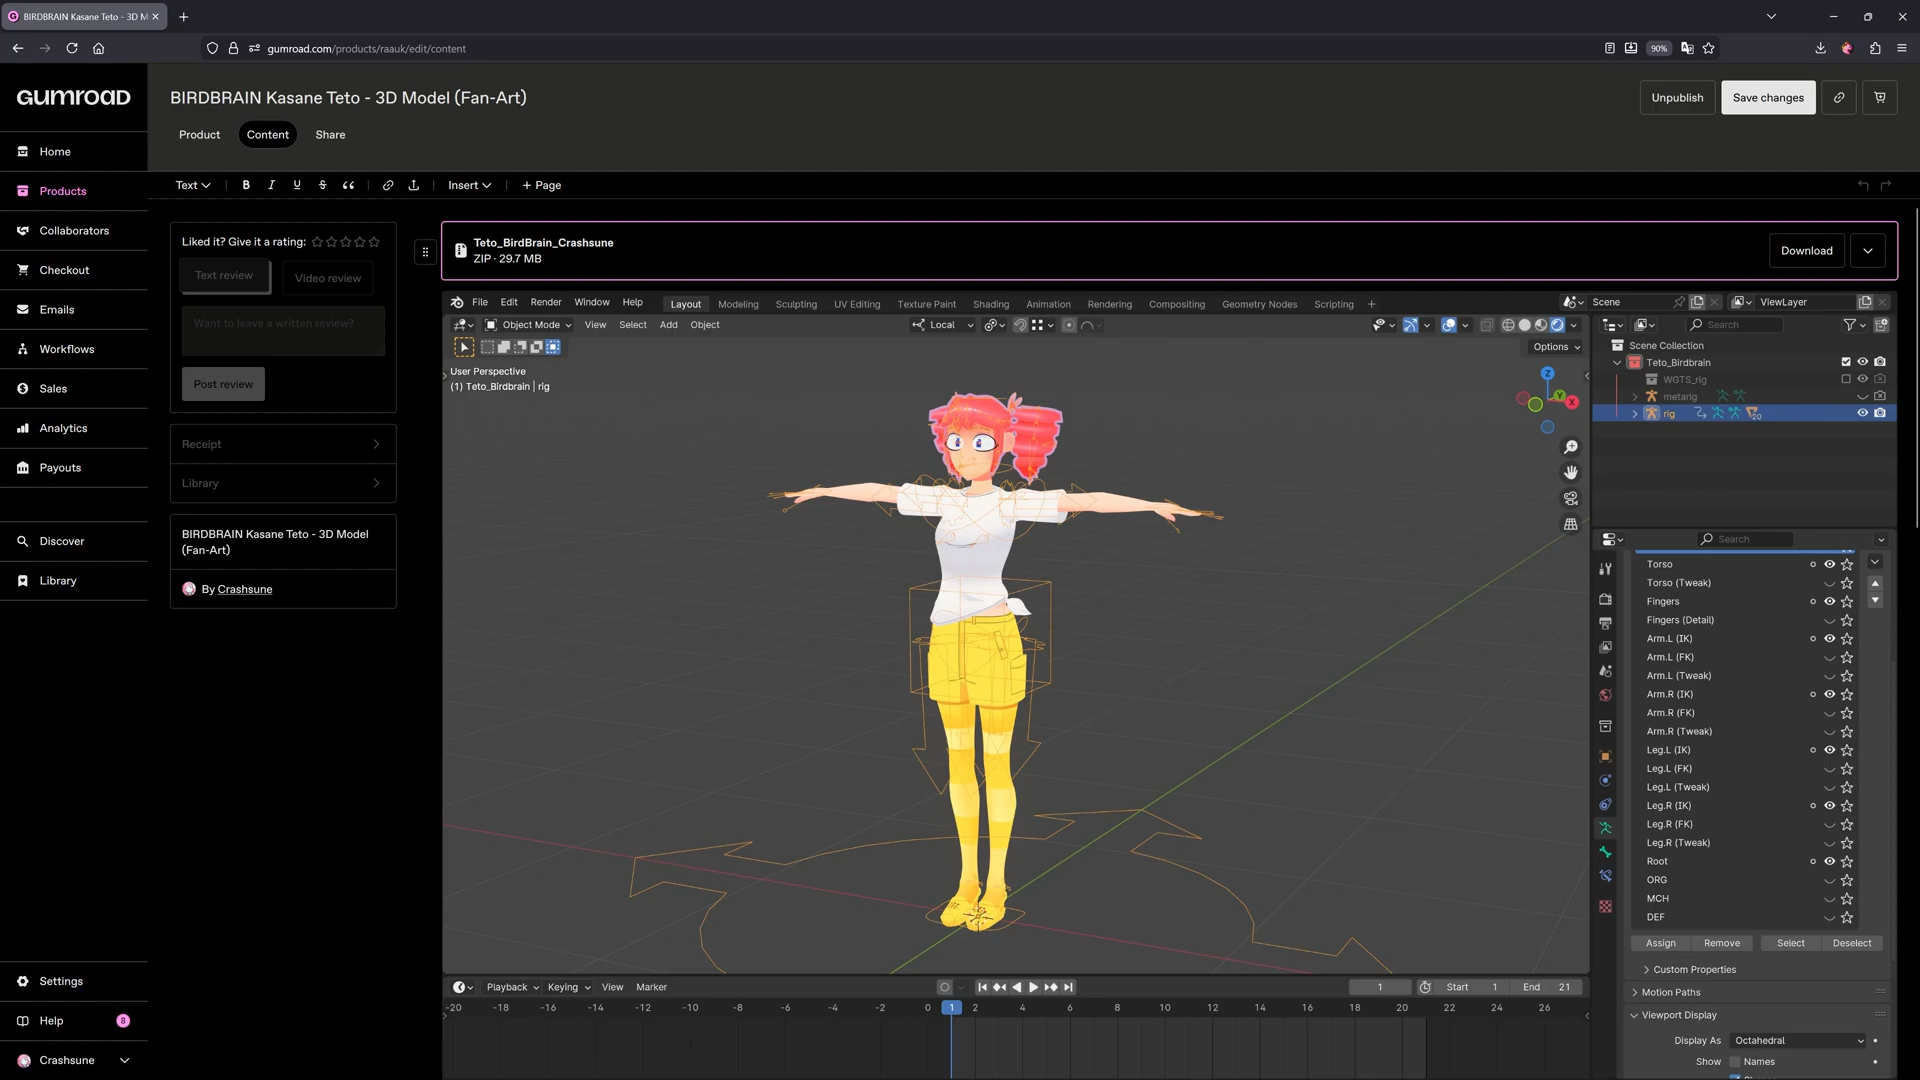 BIRDBRAIN Kasane Teto - 3D M
gumroad.com/products/raauk/edit/content
90%
GUMROAD
BIRDBRAIN Kasane Teto - 3D Model (Fan-Art)
Unpublish
Save changes
Product
Content
Share
Home
Products
Collaborators
Checkout
Emails
Workflows
Sales
Analytics
Payouts
Discover
Library
Settings
Help
8
Crashsune
Text
B
I
U
S
Insert
+ Page
Liked it? Give it a rating:
Text review
Video review
Want to leave a written review?
Post review
Receipt
Library
BIRDBRAIN Kasane Teto - 3D Model
(Fan-Art)
By Crashsune
Teto_BirdBrain_Crashsune
ZIP · 29.7 MB
Download
File Edit Render Window Help
Layout Modeling Sculpting UV Editing Texture Paint Shading Animation Rendering Compositing Geometry Nodes Scripting +
Scene
ViewLayer
Object Mode View Select Add Object
Local
Options
User Perspective
(1) Teto_Birdbrain | rig
Z
Y
X
Search
Scene Collection
Teto_Birdbrain
WGTS_rig
metarig
rig
20
Search
Torso
Torso (Tweak)
Fingers
Fingers (Detail)
Arm.L (IK)
Arm.L (FK)
Arm.L (Tweak)
Arm.R (IK)
Arm.R (FK)
Arm.R (Tweak)
Leg.L (IK)
Leg.L (FK)
Leg.L (Tweak)
Leg.R (IK)
Leg.R (FK)
Leg.R (Tweak)
Root
ORG
MCH
DEF
Assign Remove Select Deselect
Custom Properties
Motion Paths
Viewport Display
Display As Octahedral
Show Names
Playback Keying View Marker
1
Start 1
End 21
-20 -18 -16 -14 -12 -10 -8 -6 -4 -2 0 1 2 4 6 8 10 12 14 16 18 20 22 24 26